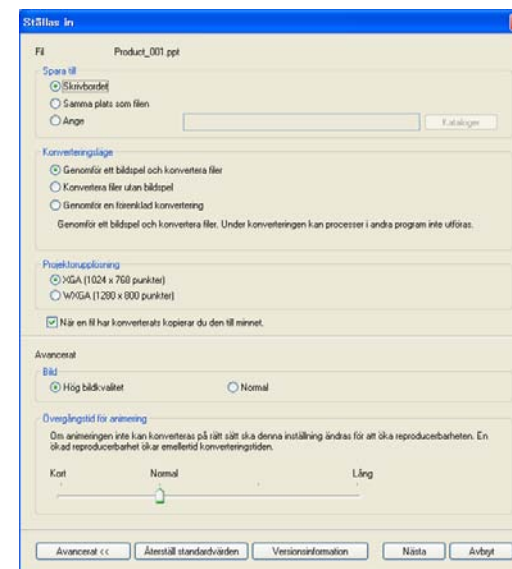 Ställas in
Fil Product_001.ppt
Spara till
Skrivbordet
Samma plats som filen
Ange Kataloger
Konverteringsläge
Genomför ett bildspel och konvertera filer
Konvertera filer utan bildspel
Genomför en förenklad konvertering
Genomför ett bildspel och konvertera filer. Under konverteringen kan processer i andra program inte utföras.
Projektorupplösning
XGA (1024 x 768 punkter)
WXGA (1280 x 800 punkter)
När en fil har konverterats kopierar du den till minnet.
Avancerat
Bild
Hög bildkvalitet Normal
Övergångstid för animering
Om animeringen inte kan konverteras på rätt sätt ska denna inställning ändras för att öka reproducerbarheten. En
ökad reproducerbarhet ökar emellertid konverteringstiden.
Kort Normal Lång
Avancerat << Återställ standardvärden Versionsinformation Nästa Avbryt